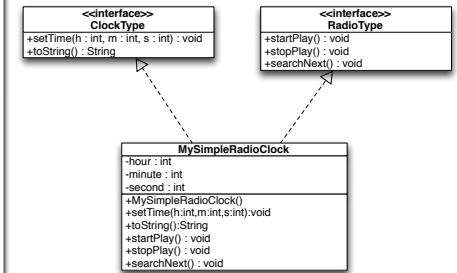 <<interface>>
ClockType
+setTime(h : int, m : int, s : int) : void
+toString() : String
<<interface>>
RadioType
+startPlay() : void
+stopPlay() : void
+searchNext() : void
MySimpleRadioClock
-hour : int
-minute : int
-second : int
+MySimpleRadioClock()
+setTime(h:int,m:int,s:int):void
+toString():String
+startPlay() : void
+stopPlay() : void
+searchNext() : void